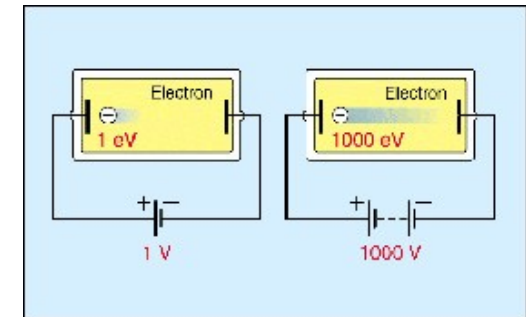 Electron
1 eV
+ −
1 V
Electron
1000 eV
+ −
1000 V